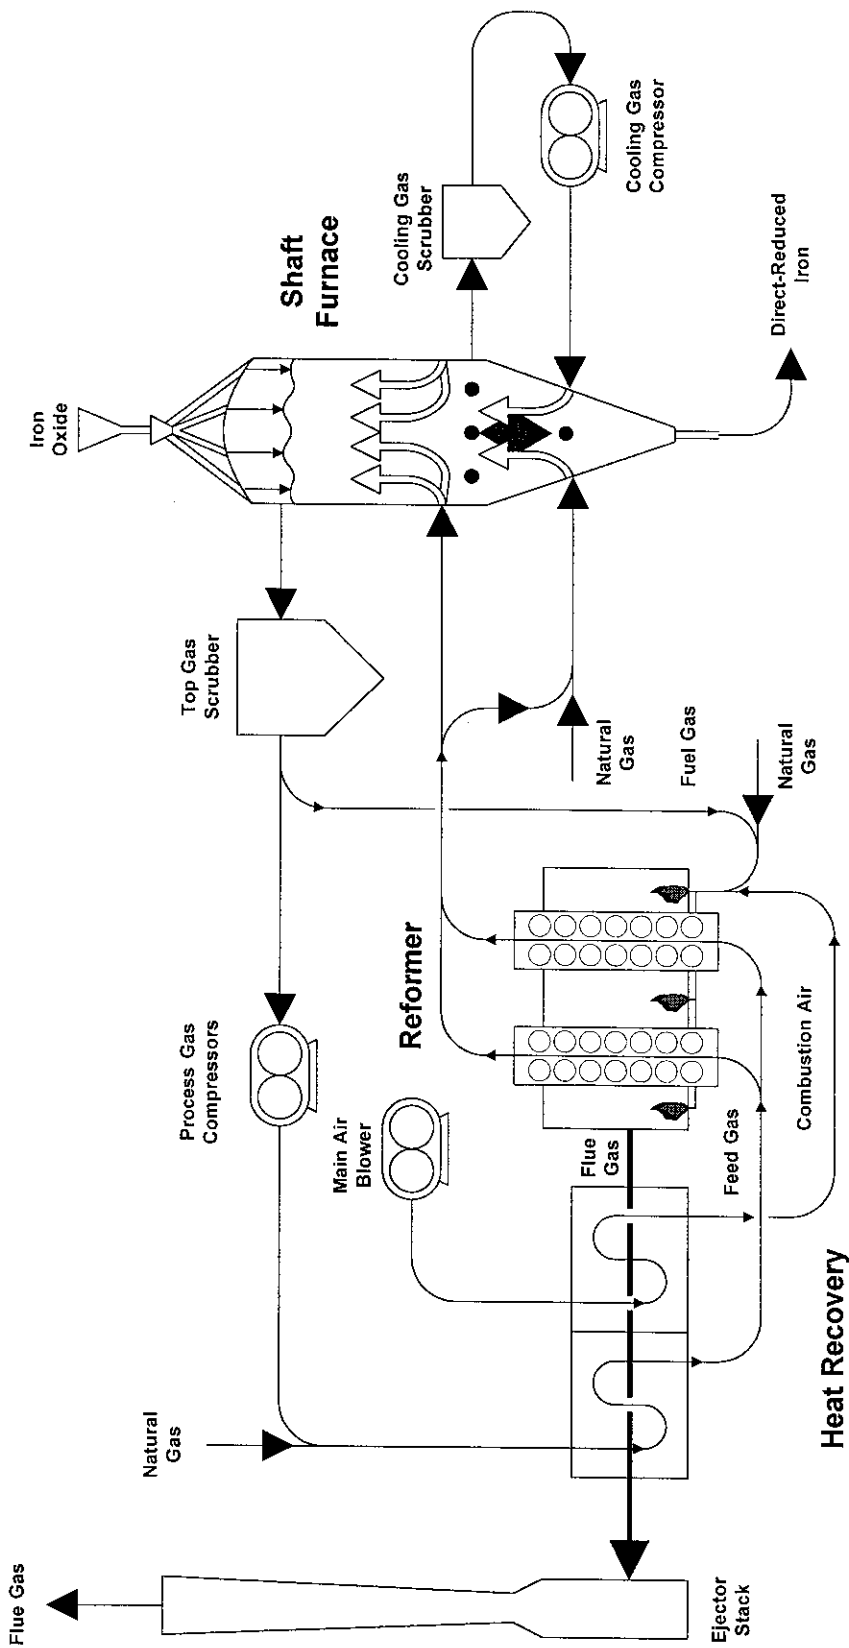 Iron
Oxide
Shaft
Furnace
Cooling Gas
Scrubber
Cooling Gas
Compressor
Direct-Reduced
Iron
Top Gas
Scrubber
Natural
Gas
Fuel Gas
Natural
Gas
Process Gas
Compressors
Reformer
Main Air
Blower
Flue
Gas
Feed Gas
Combustion Air
Natural
Gas
Heat Recovery
Flue Gas
Ejector
Stack